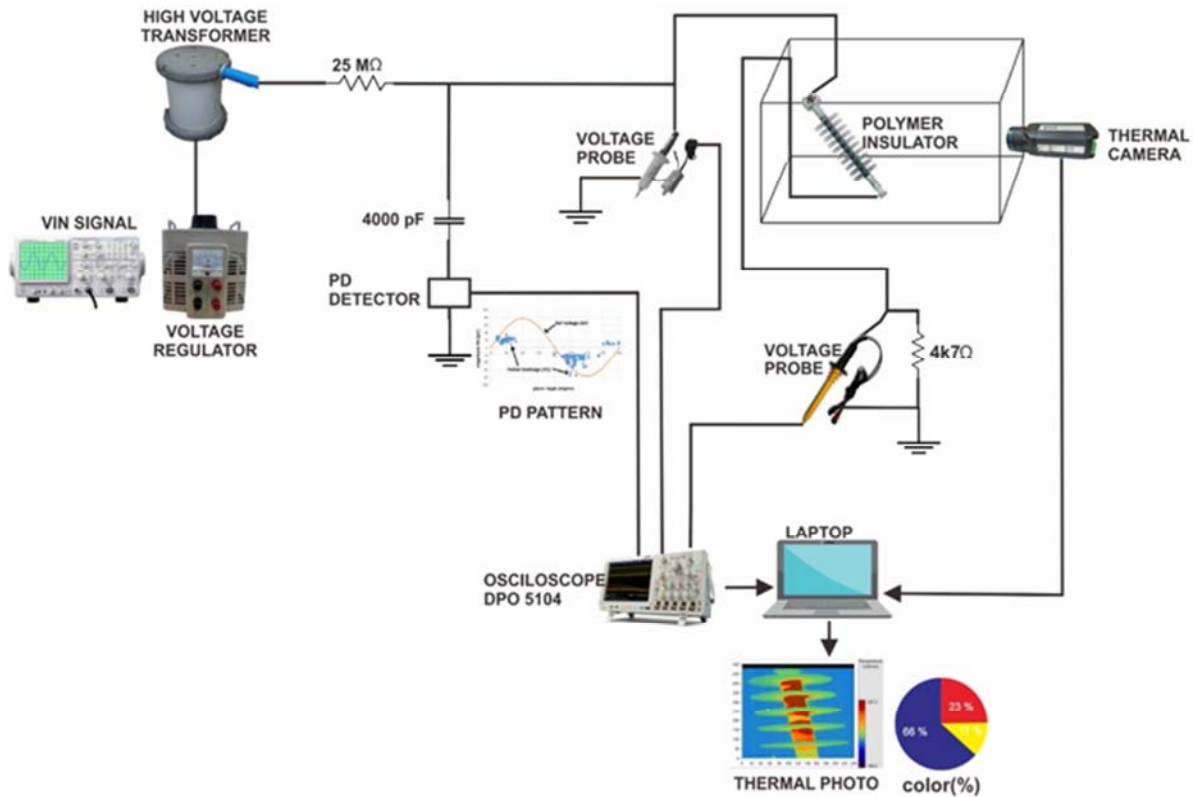 HIGH VOLTAGE
TRANSFORMER
25 MΩ
VOLTAGE
PROBE
POLYMER
INSULATOR
THERMAL
CAMERA
VIN SIGNAL
4000 pF
PD
DETECTOR
VOLTAGE
REGULATOR
PD PATTERN
VOLTAGE
PROBE
4k7Ω
LAPTOP
OSCILOSCOPE
DPO 5104
23 %
66 %
THERMAL PHOTO
color(%)